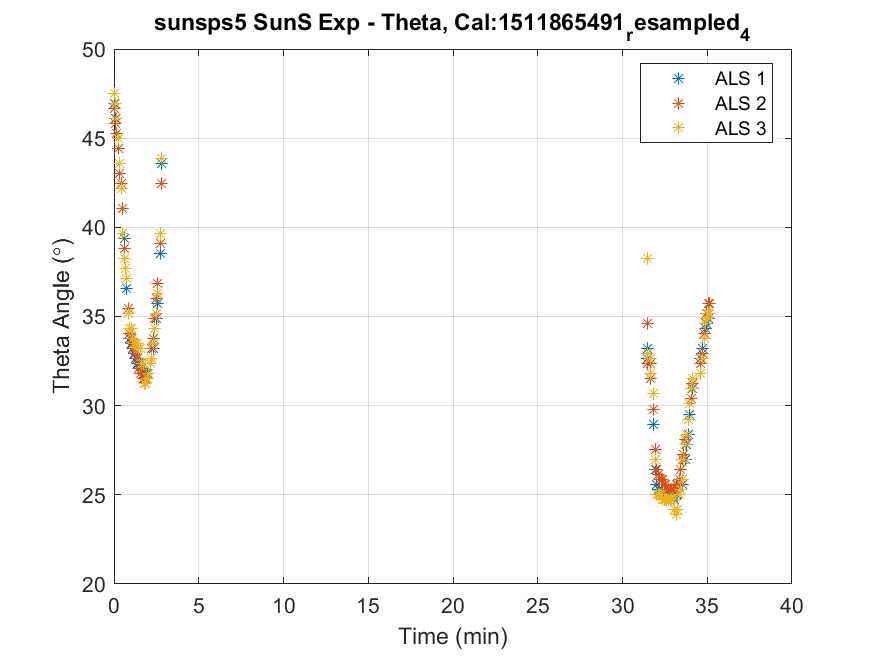 sunsps5 SunS Exp - Theta, Cal:1511865491resampled4
50
45
40
35
30
25
20
Theta Angle (°)
ALS 1
ALS 2
ALS 3
0 5 10 15 20 25 30 35 40
Time (min)